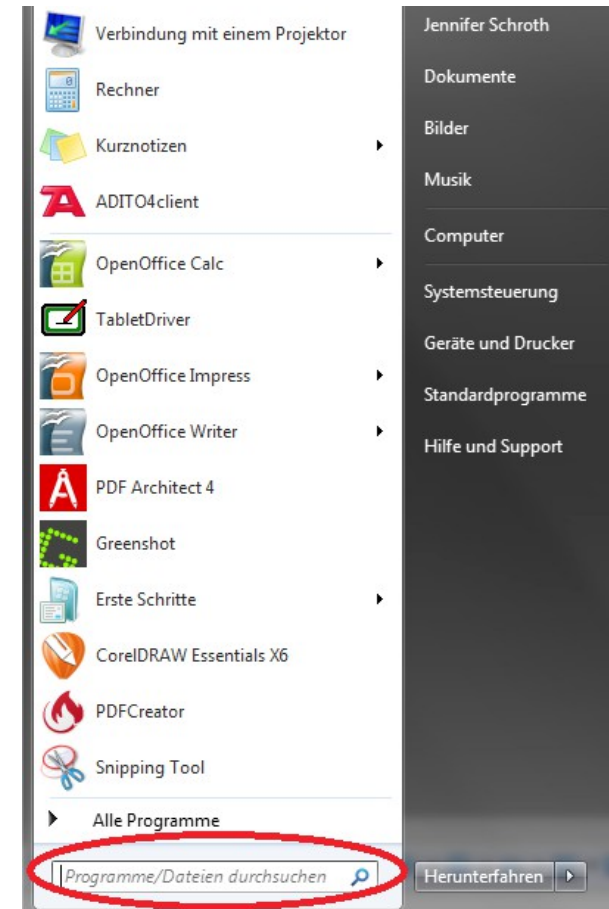 Verbindung mit einem Projektor
Rechner
Kurznotizen
ADITO4client
OpenOffice Calc
TabletDriver
OpenOffice Impress
OpenOffice Writer
PDF Architect 4
Greenshot
Erste Schritte
CorelDRAW Essentials X6
PDFCreator
Snipping Tool
Alle Programme
Programme/Dateien durchsuchen
Jennifer Schroth
Dokumente
Bilder
Musik
Computer
Systemsteuerung
Geräte und Drucker
Standardprogramme
Hilfe und Support
Herunterfahren